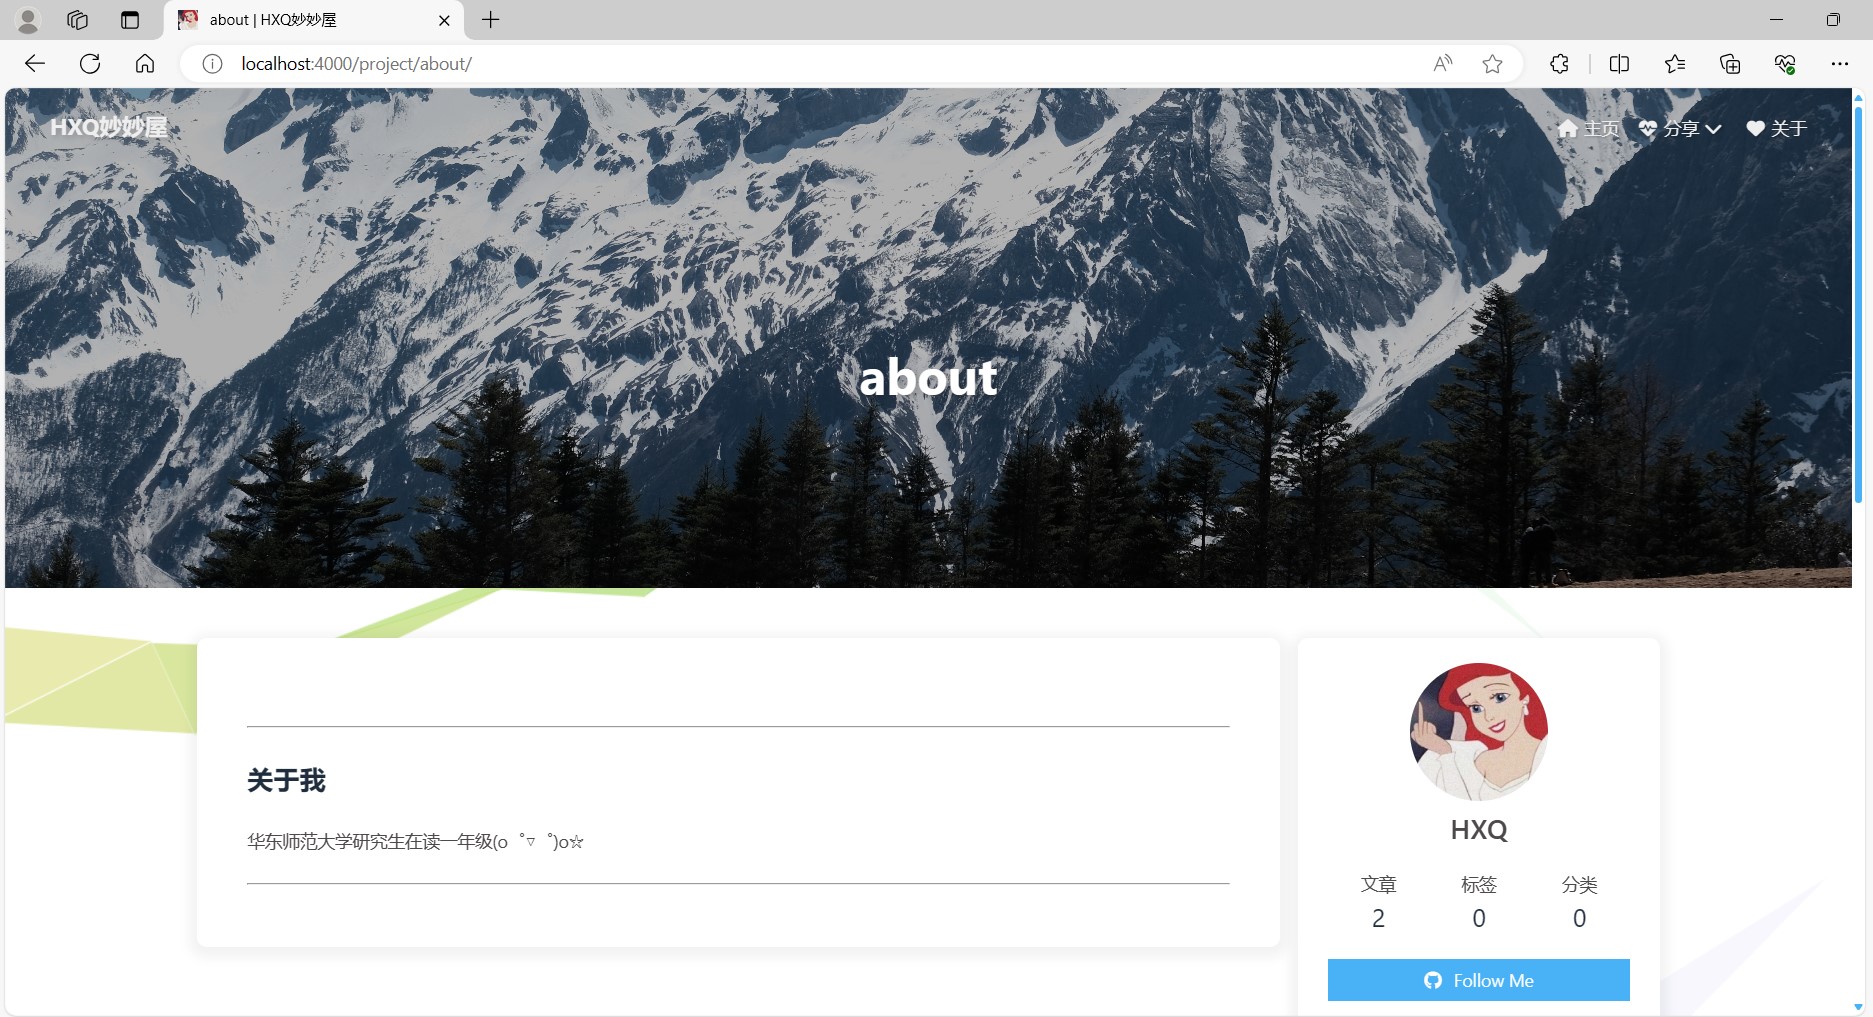 about | HXQ妙妙屋
localhost:4000/project/about/
HXQ妙妙屋
主页 分享 关于
about
关于我
华东师范大学研究生在读一年级(o゜▽゜)o☆
HXQ
文章 标签 分类
2 0 0
Follow Me